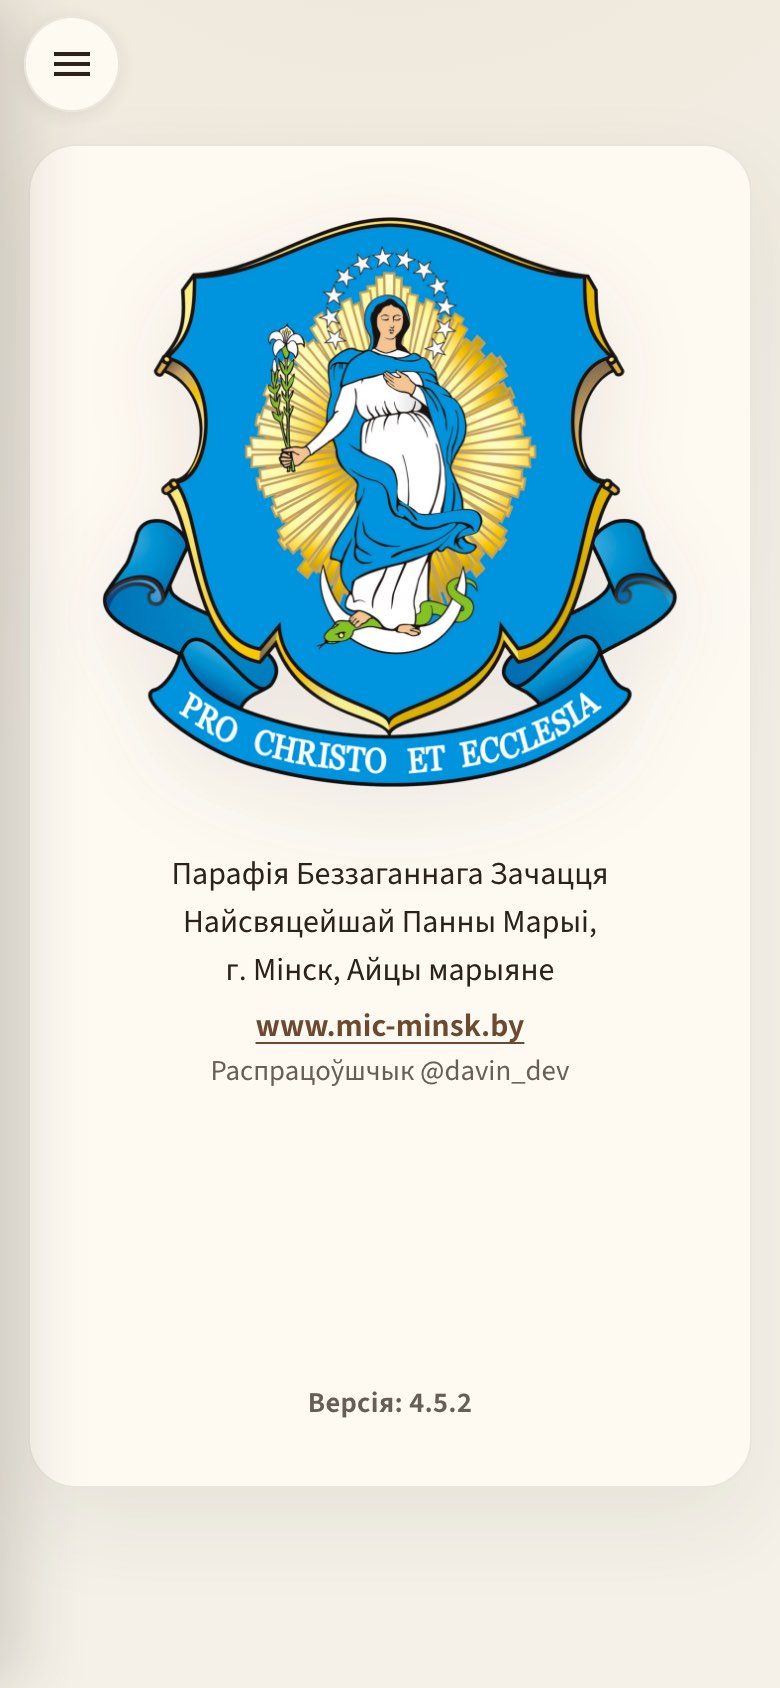 PRO CHRISTO ET ECCLESIA
Парафія Беззаганнага Зачацця
Найсвяцейшай Панны Марыі,
г. Мінск, Айцы марыяне
www.mic-minsk.by
Распрацоўшчык @davin_dev
Версія: 4.5.2